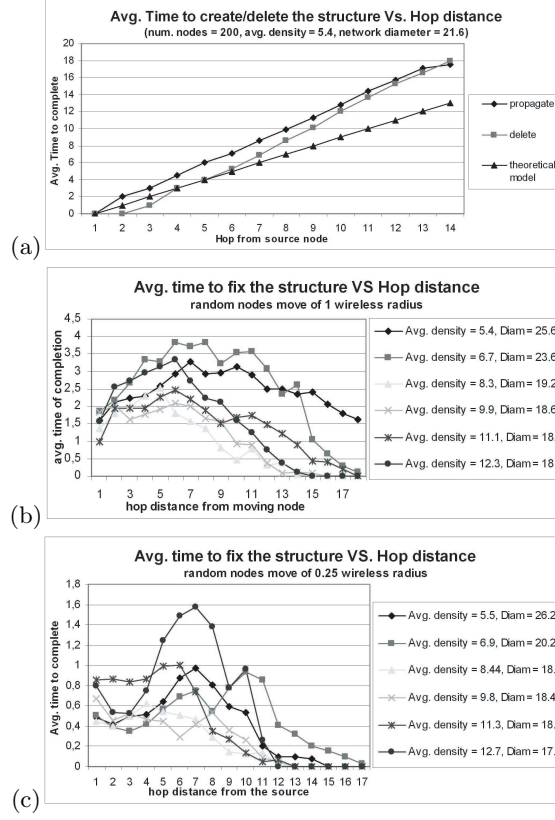 Avg. Time to create/delete the structure Vs. Hop distance
(num. nodes = 200, avg. density = 5.4, network diameter = 21.6)
20
18
16
14
12
10
8
6
4
2
0
Avg. Time to complete
1 2 3 4 5 6 7 8 9 10 11 12 13 14
Hop from source node
propagate
delete
theoretical
model
(a)
Avg. time to fix the structure VS Hop distance
random nodes move of 1 wireless radius
4,5
4
3,5
3
2,5
2
1,5
1
0,5
0
avg. time of completion
1 3 5 7 9 11 13 15 17
hop distance from moving node
Avg. density = 5.4, Diam = 25.6
Avg. density = 6.7, Diam = 23.6
Avg. density = 8.3, Diam = 19.2
Avg. density = 9.9, Diam = 18.6
Avg. density = 11.1, Diam = 18.
Avg. density = 12.3, Diam = 18
(b)
Avg. time to fix the structure VS. Hop distance
random nodes move of 0.25 wireless radius
1,8
1,6
1,4
1,2
1
0,8
0,6
0,4
0,2
0
Avg. time to complete
1 2 3 4 5 6 7 8 9 10 11 12 13 14 15 16 17
hop distance from the source
Avg. density = 5.5, Diam = 26.2
Avg. density = 6.9, Diam = 20.2
Avg. density = 8.44, Diam = 18.
Avg. density = 9.8, Diam = 18.4
Avg. density = 11.3, Diam = 18.
Avg. density = 12.7, Diam = 17.
(c)